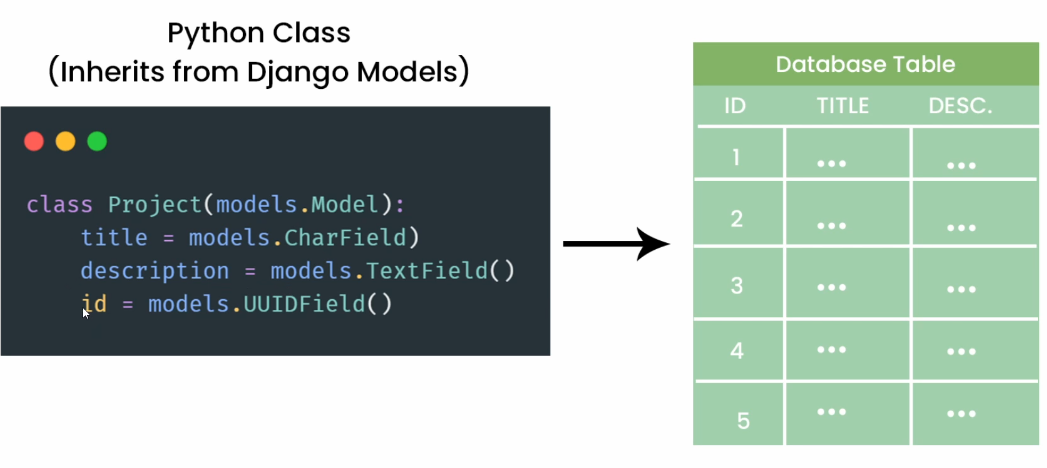 Python Class
(Inherits from Django Models)
class Project(models.Model):
title = models.CharField)
description = models.TextField()
id = models.UUIDField()
Database Table
ID TITLE DESC.
1 ... ...
2 ... ...
3 ... ...
4 ... ...
5 ... ...